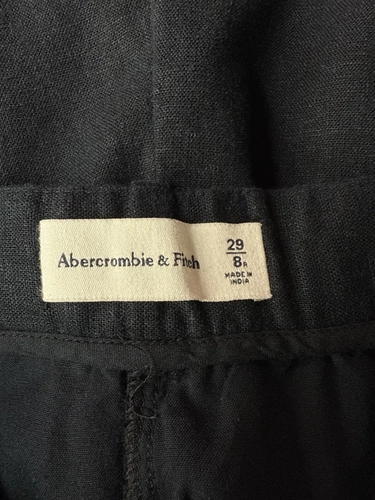 Abercrombie & Fitch
29
8R
MADE IN
INDIA